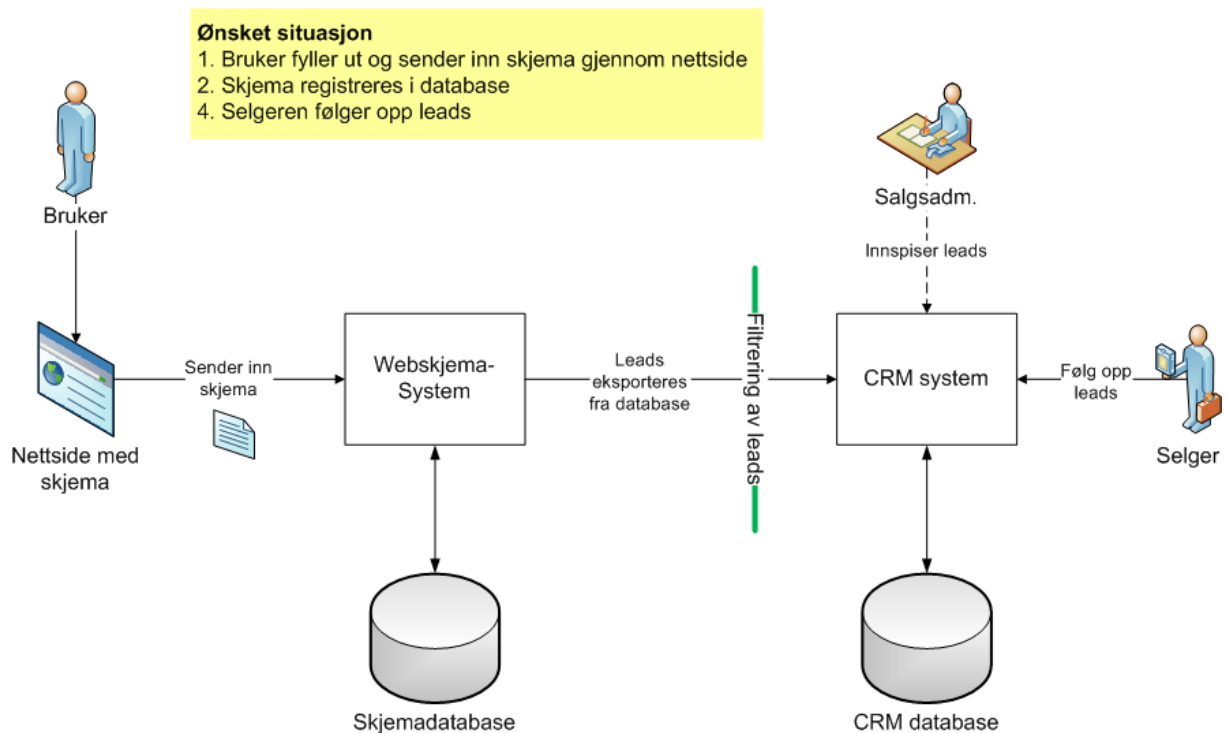 Ønsket situasjon
1. Bruker fyller ut og sender inn skjema gjennom nettside
2. Skjema registreres i database
4. Selgeren følger opp leads
Bruker
Salgsadm.
Innspiser leads
Nettside med
skjema
Sender inn
skjema
Webskjema-
System
Leads
eksporteres
fra database
Filtrering av leads
CRM system
Følg opp
leads
Selger
Skjemadatabase
CRM database